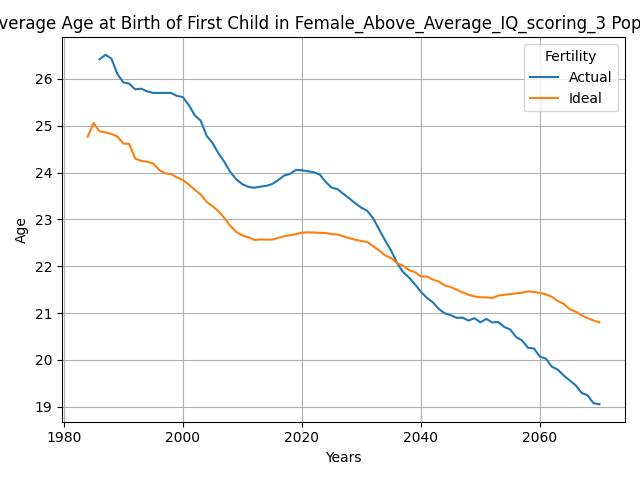 verage Age at Birth of First Child in Female_Above_Average_IQ_scoring_3 Pop
Fertility
Actual
Ideal
26
25
24
23
22
21
20
19
Age
1980
2000
2020
2040
2060
Years